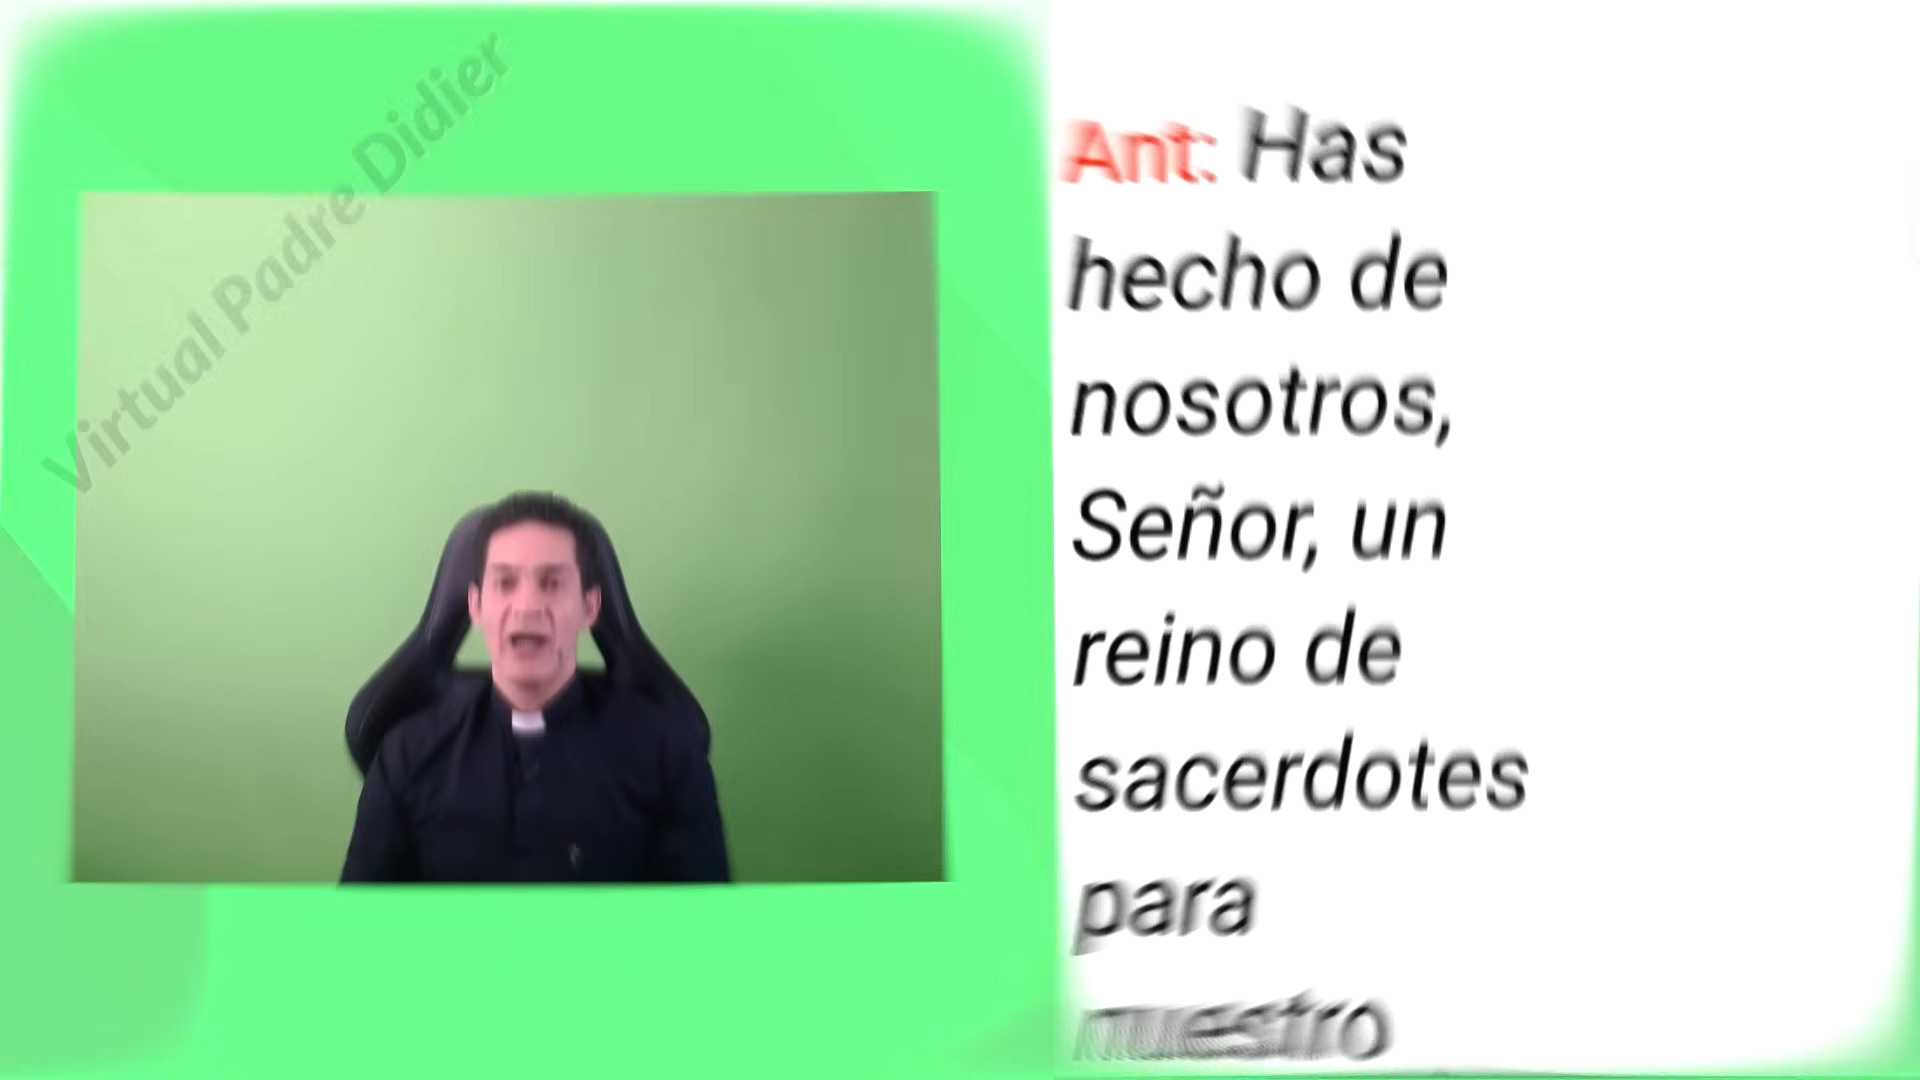 Virtual Padre Didier
Ant: Has
hecho de
nosotros,
Señor, un
reino de
sacerdotes
para
nuestro